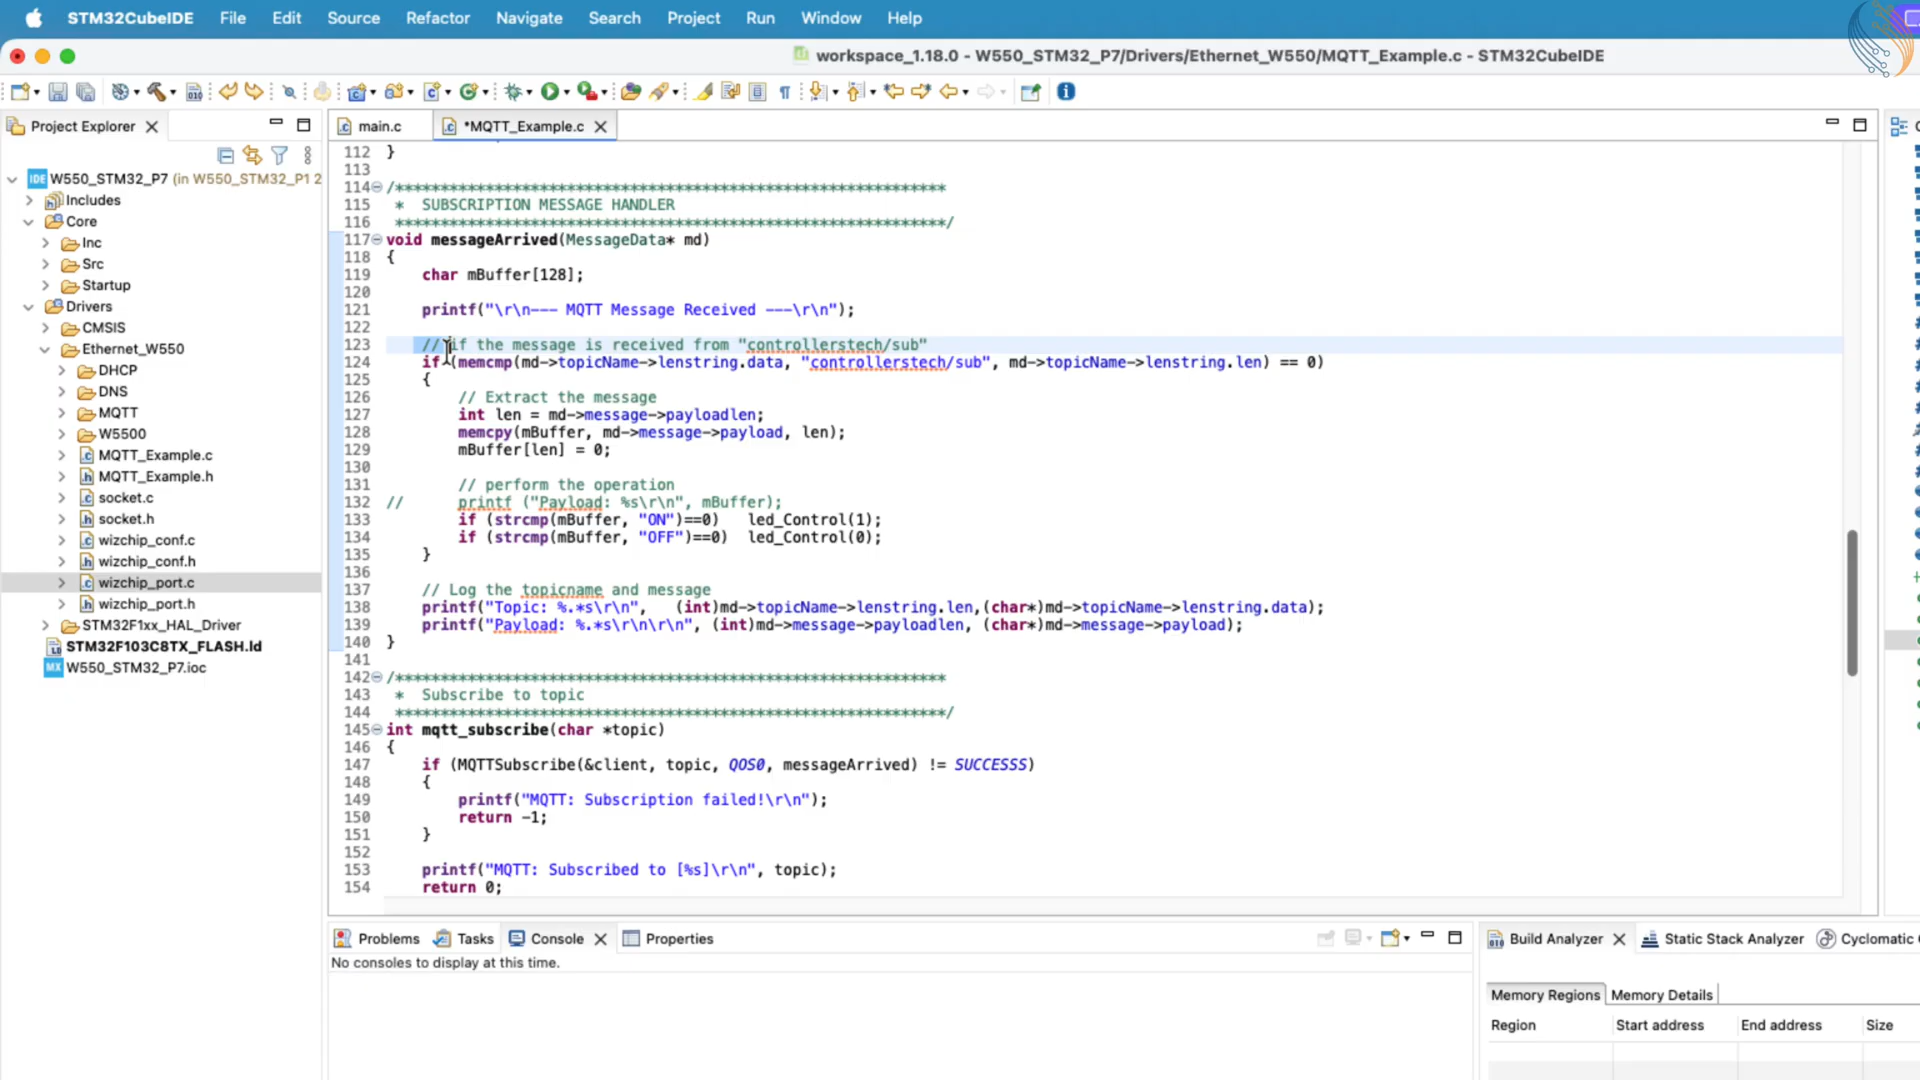 STM32CubeIDE File Edit Source Refactor Navigate Search Project Run Window Help
workspace_1.18.0 - W550_STM32_P7/Drivers/Ethernet_W550/MQTT_Example.c - STM32CubeIDE
Project Explorer
W550_STM32_P7 (in W550_STM32_P1 2
Includes
Core
Inc
Src
Startup
Drivers
CMSIS
Ethernet_W550
DHCP
DNS
MQTT
W5500
MQTT_Example.c
MQTT_Example.h
socket.c
socket.h
wizchip_conf.c
wizchip_conf.h
wizchip_port.c
wizchip_port.h
STM32F1xx_HAL_Driver
STM32F103C8TX_FLASH.ld
W550_STM32_P7.ioc
main.c *MQTT_Example.c
112 }
113
114 /**************************************************************
115  *  SUBSCRIPTION MESSAGE HANDLER
116  **************************************************************/
117 void messageArrived(MessageData* md)
118 {
119     char mBuffer[128];
120
121     printf("\r\n--- MQTT Message Received ---\r\n");
122
123     // if the message is received from "controllerstech/sub"
124     if (memcmp(md->topicName->lenstring.data, "controllerstech/sub", md->topicName->lenstring.len) == 0)
125     {
126         // Extract the message
127         int len = md->message->payloadlen;
128         memcpy(mBuffer, md->message->payload, len);
129         mBuffer[len] = 0;
130
131         // perform the operation
132 //      printf ("Payload: %s\r\n", mBuffer);
133         if (strcmp(mBuffer, "ON")==0)   led_Control(1);
134         if (strcmp(mBuffer, "OFF")==0)  led_Control(0);
135     }
136
137     // Log the topicname and message
138     printf("Topic: %.*s\r\n",   (int)md->topicName->lenstring.len,(char*)md->topicName->lenstring.data);
139     printf("Payload: %.*s\r\n\r\n", (int)md->message->payloadlen, (char*)md->message->payload);
140 }
141
142 /**************************************************************
143  *  Subscribe to topic
144  **************************************************************/
145 int mqtt_subscribe(char *topic)
146 {
147     if (MQTTSubscribe(&client, topic, QOS0, messageArrived) != SUCCESSS)
148     {
149         printf("MQTT: Subscription failed!\r\n");
150         return -1;
151     }
152
153     printf("MQTT: Subscribed to [%s]\r\n", topic);
154     return 0;
Problems Tasks Console Properties
No consoles to display at this time.
Build Analyzer Static Stack Analyzer Cyclomatic
Memory Regions Memory Details
Region Start address End address Size